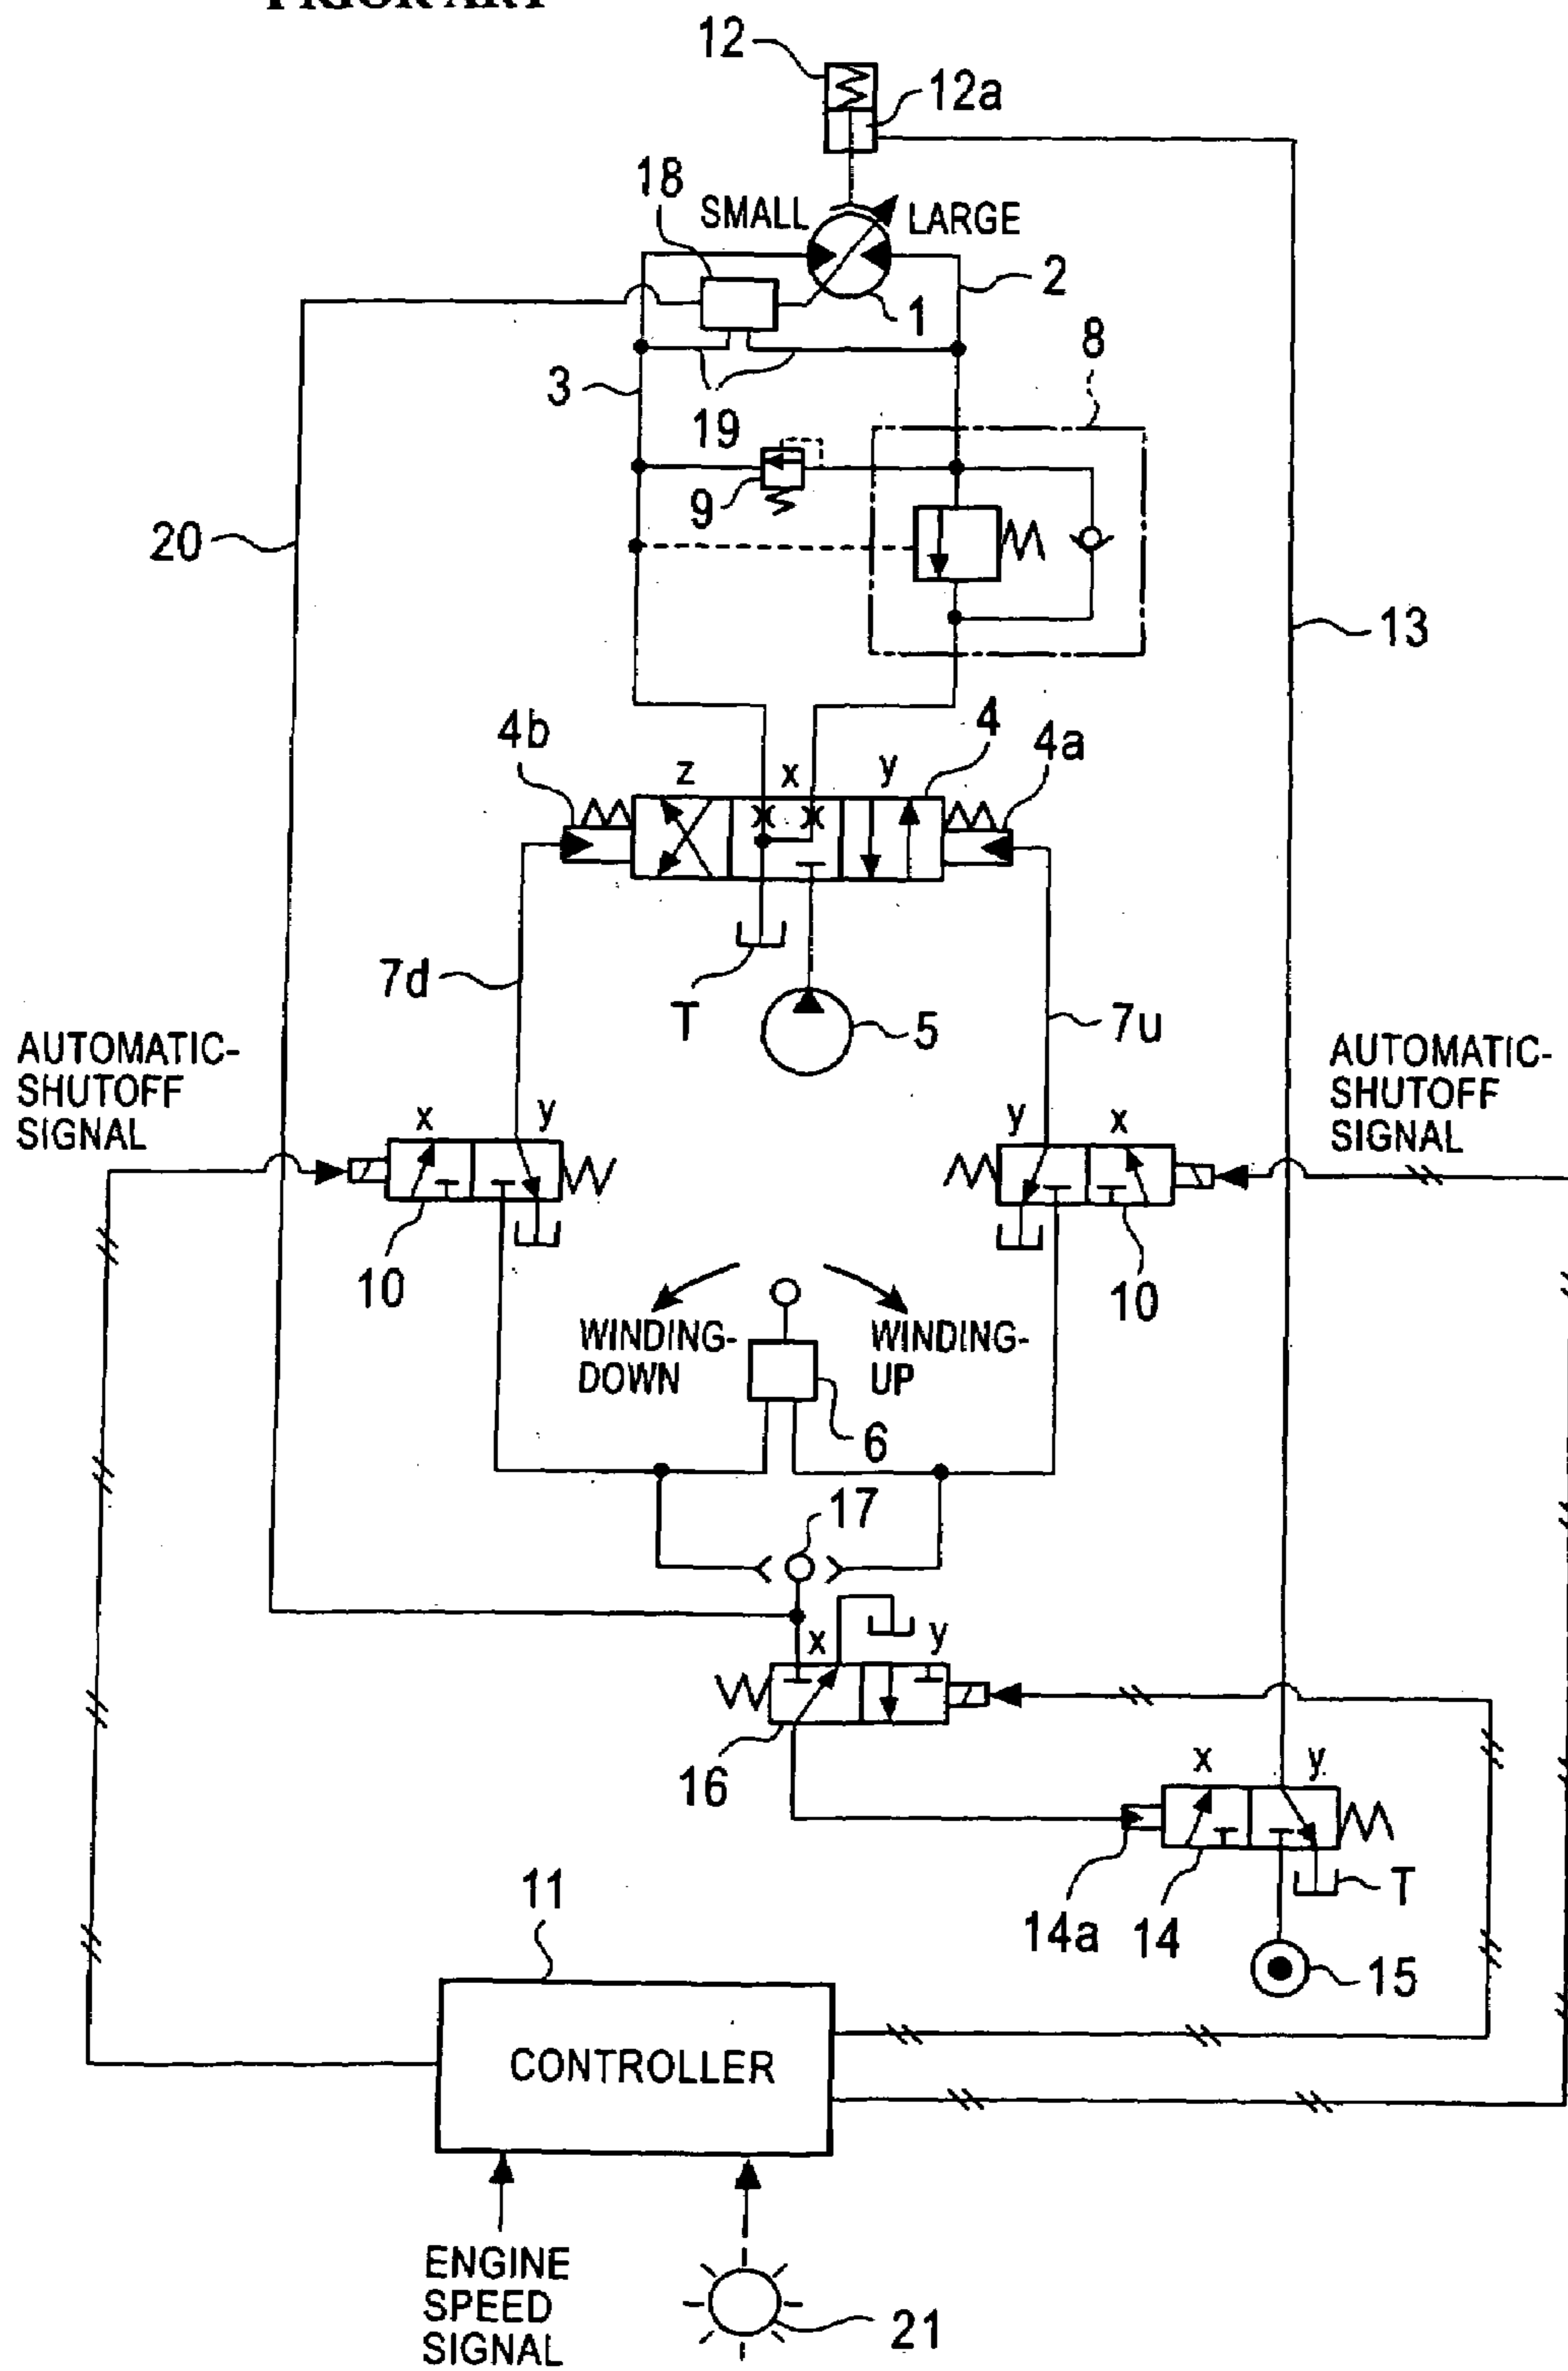 PRIOR ART
12
12a
18
SMALL
LARGE
2
1
8
3
19
9
20
13
4b
z
x
y
4
4a
7d
T
5
7u
AUTOMATIC-
SHUTOFF
SIGNAL
AUTOMATIC-
SHUTOFF
SIGNAL
x
y
y
x
10
10
WINDING-
DOWN
WINDING-
UP
6
17
x
y
16
x
y
14a
14
T
15
11
CONTROLLER
ENGINE
SPEED
SIGNAL
21